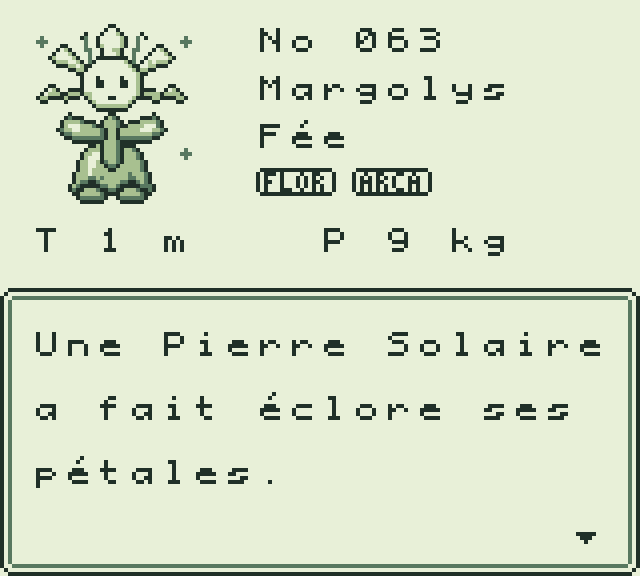 No 063
Margolys
Fée
FLOR ARCA
T 1 m P 9 kg
Une Pierre Solaire
a fait éclore ses
pétales.